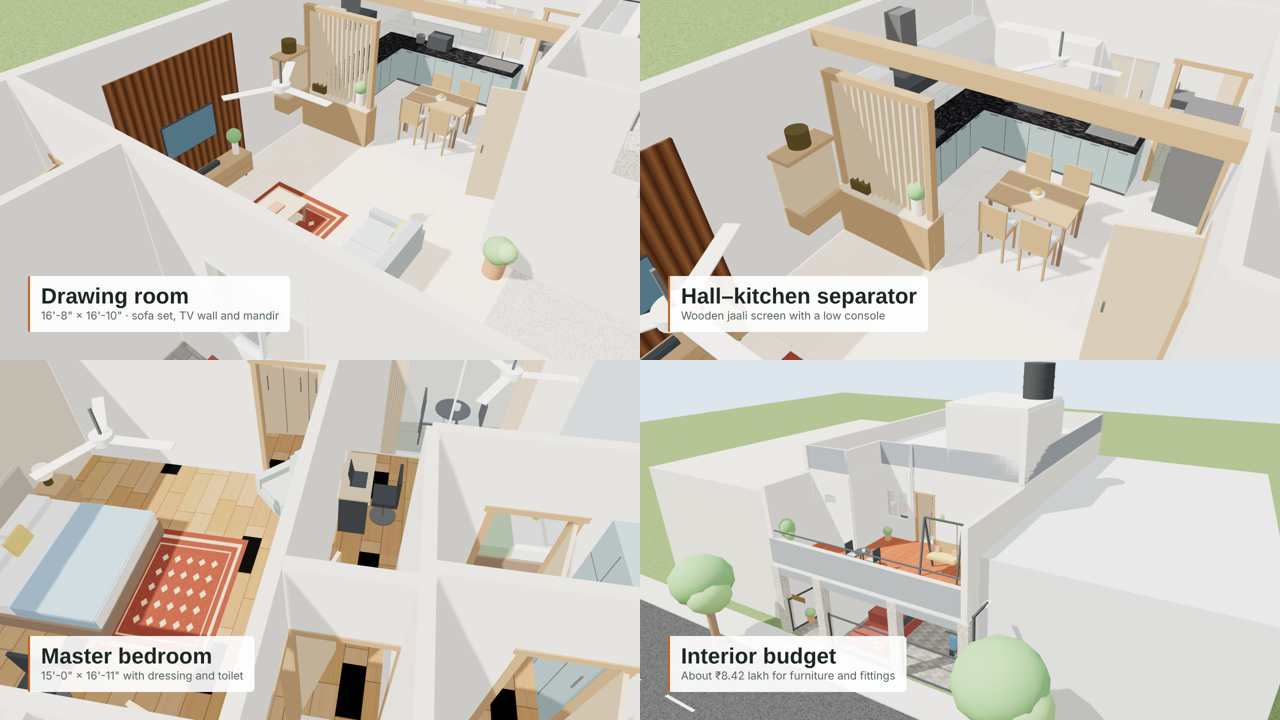 Drawing room
16'-8" × 16'-10" · sofa set, TV wall and mandir
Hall–kitchen separator
Wooden jaali screen with a low console
Master bedroom
15'-0" × 16'-11" with dressing and toilet
Interior budget
About ₹8.42 lakh for furniture and fittings